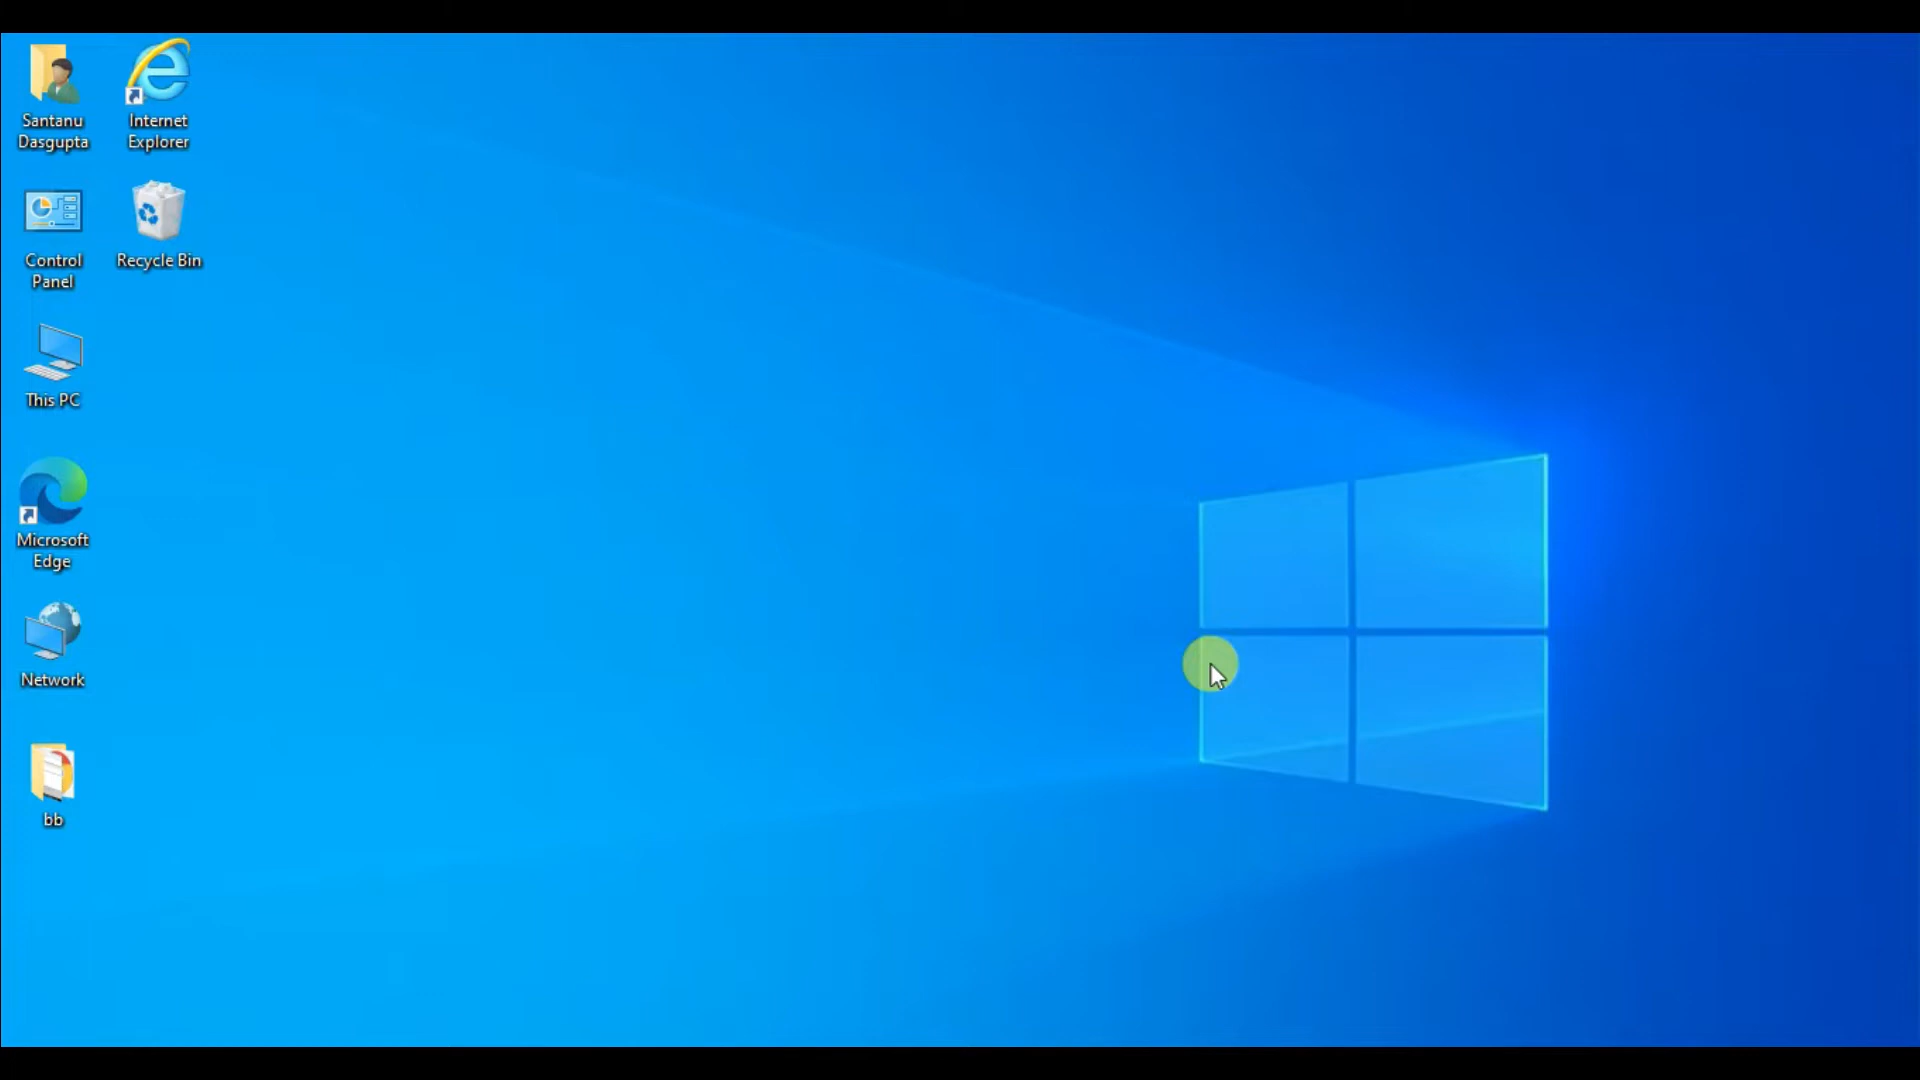 Santanu
Dasgupta
Internet
Explorer
Control
Panel
Recycle Bin
This PC
Microsoft
Edge
Network
bb